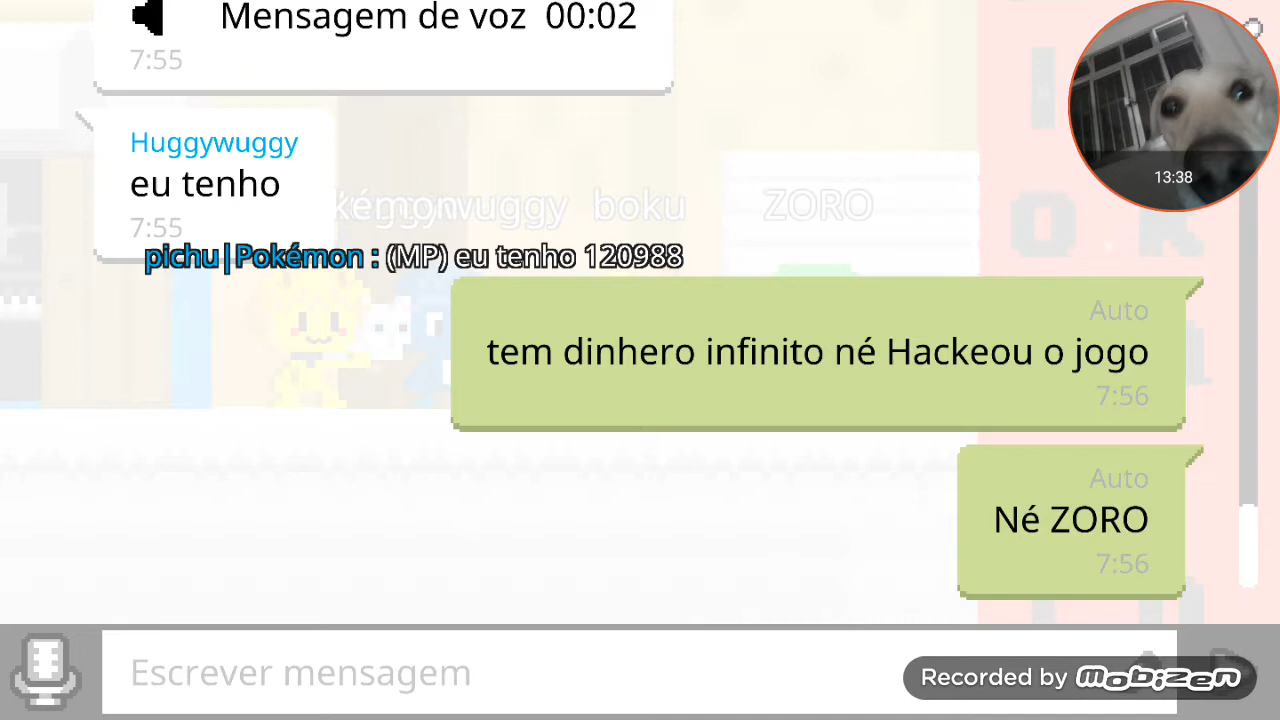 Mensagem de voz 00:02
7:55
Huggywuggy
eu tenho
7:55
boku
ZORO
pichu|Pokémon : (MP) eu tenho 120988
13:38
Auto
tem dinhero infinito né Hackeou o jogo
7:56
Auto
Né ZORO
7:56
Escrever mensagem
Recorded by mobizen